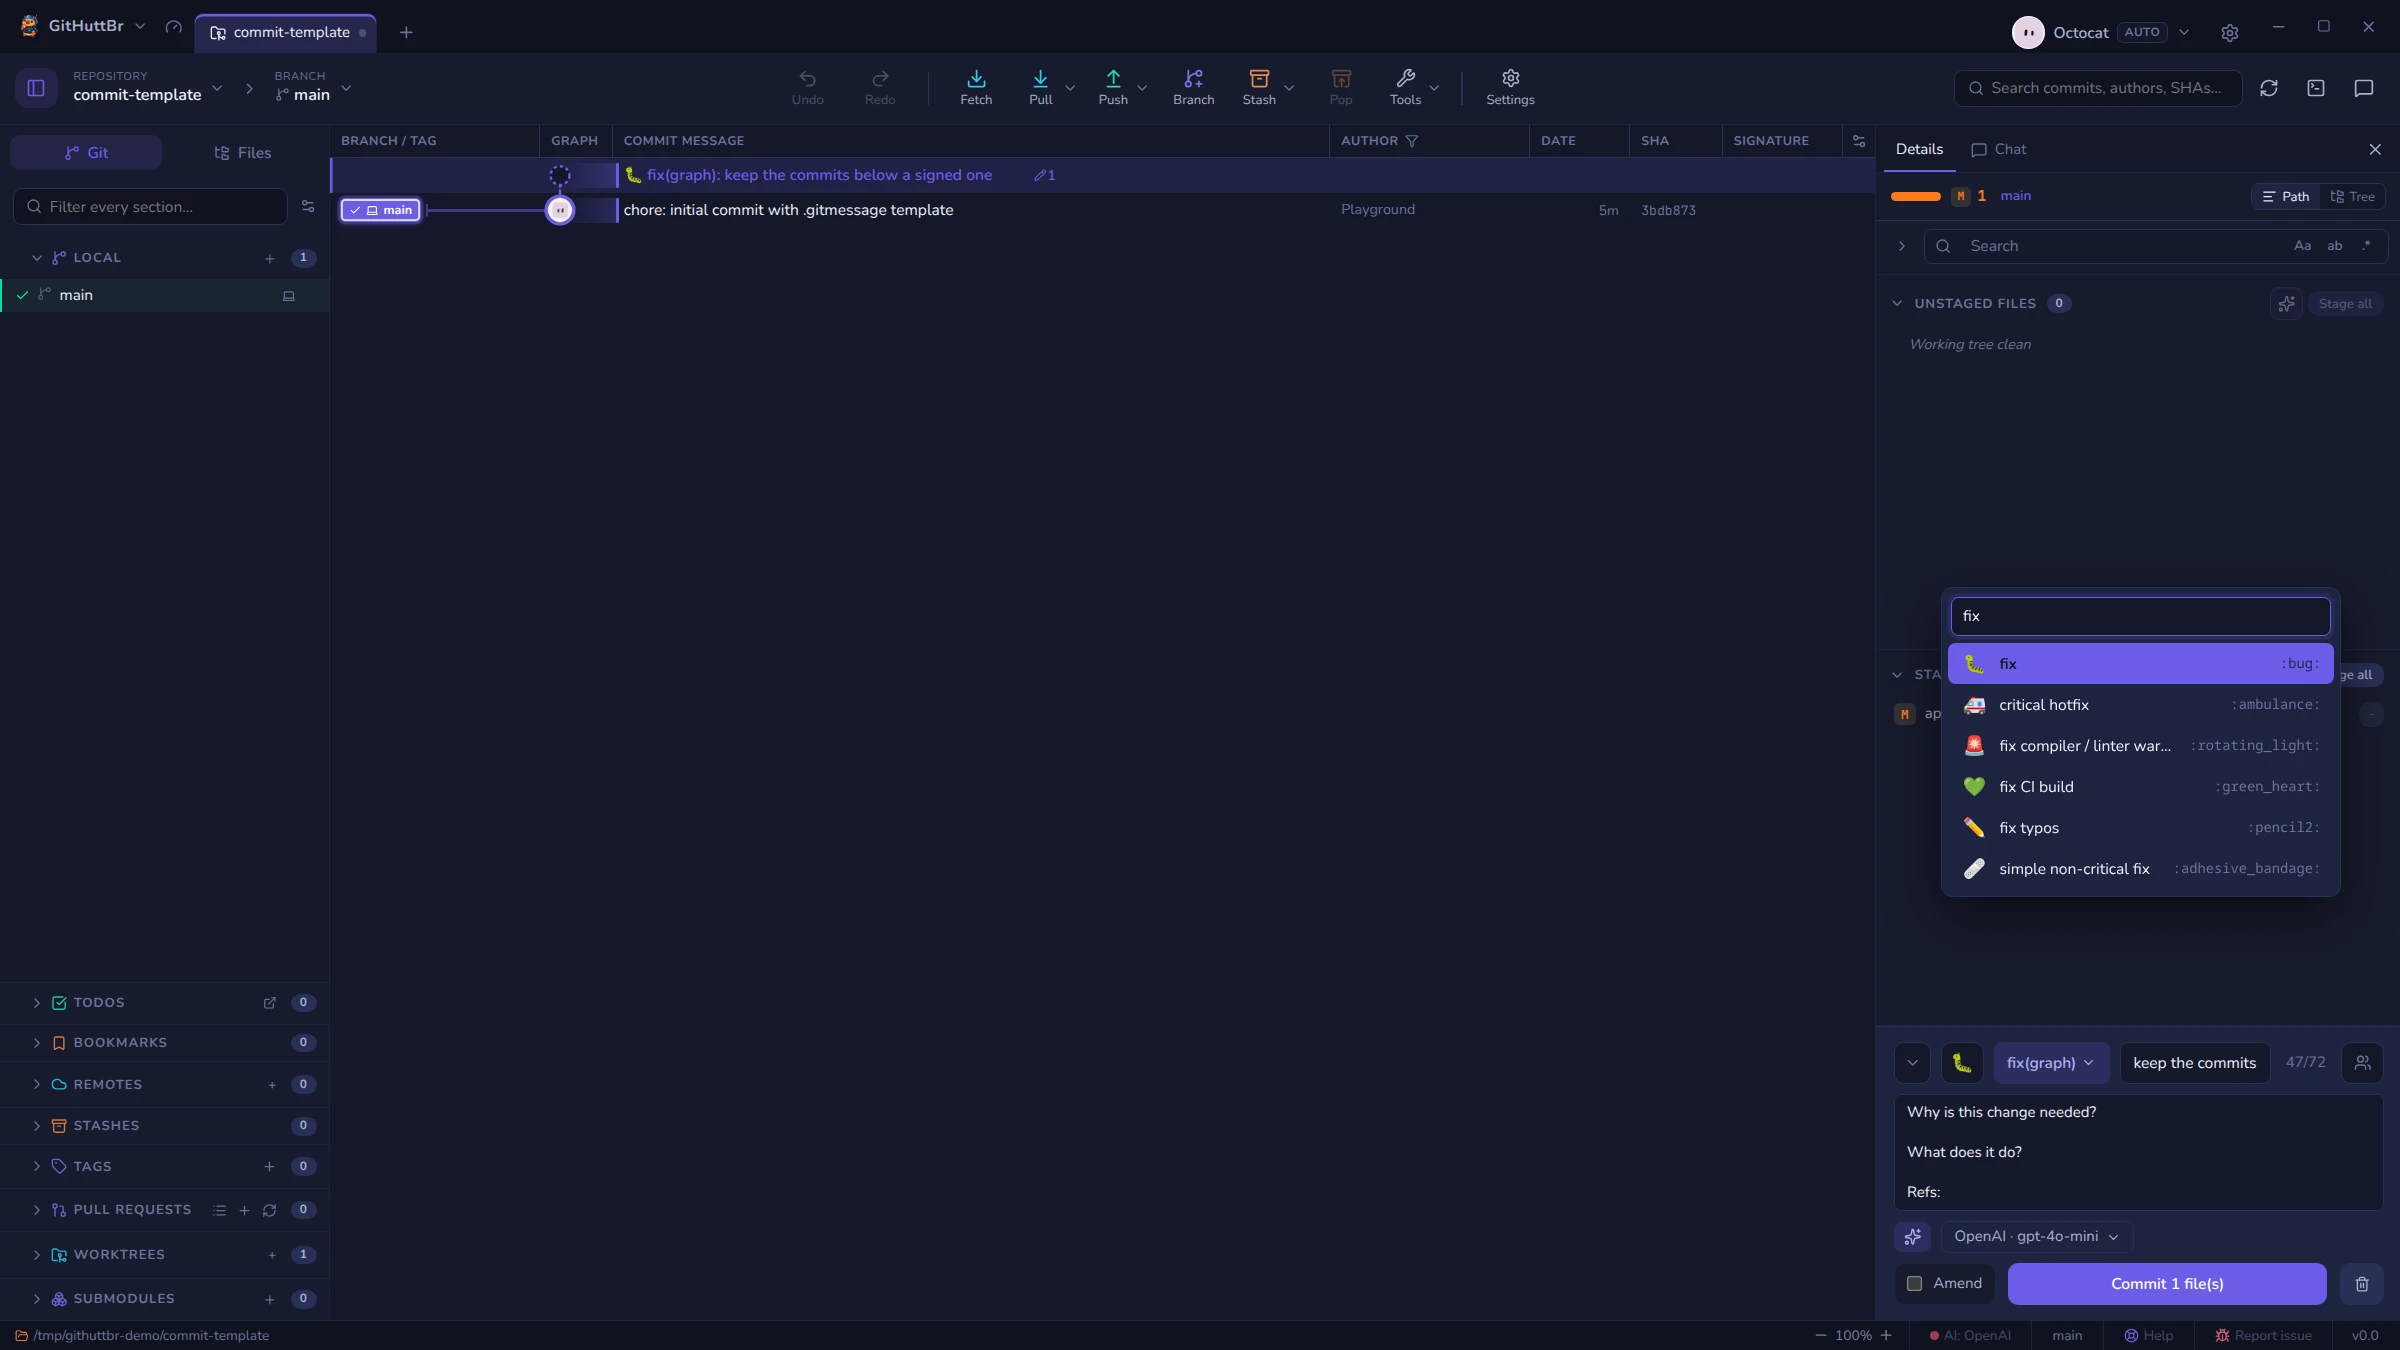 GitHuttBr
commit-template
Octocat AUTO
REPOSITORY
commit-template
BRANCH
main
Undo
Redo
Fetch
Pull
Push
Branch
Stash
Pop
Tools
Settings
Search commits, authors, SHAs...
Git
Files
Filter every section...
LOCAL 1
main
TODOS 0
BOOKMARKS 0
REMOTES 0
STASHES 0
TAGS 0
PULL REQUESTS 0
WORKTREES 1
SUBMODULES 0
BRANCH / TAG GRAPH COMMIT MESSAGE AUTHOR DATE SHA SIGNATURE
fix(graph): keep the commits below a signed one 1
main chore: initial commit with .gitmessage template Playground 5m 3bdb873
Details
Chat
M 1 main
Path Tree
Search Aa ab .*
UNSTAGED FILES 0 Stage all
Working tree clean
fix
fix :bug:
critical hotfix :ambulance:
fix compiler / linter war... :rotating_light:
fix CI build :green_heart:
fix typos :pencil2:
simple non-critical fix :adhesive_bandage:
STA ge all
M ap
fix(graph) keep the commits 47/72
Why is this change needed?
What does it do?
Refs:
OpenAI · gpt-4o-mini
Amend
Commit 1 file(s)
/tmp/githuttbr-demo/commit-template
100%
AI: OpenAI
main
Help
Report issue
v0.0